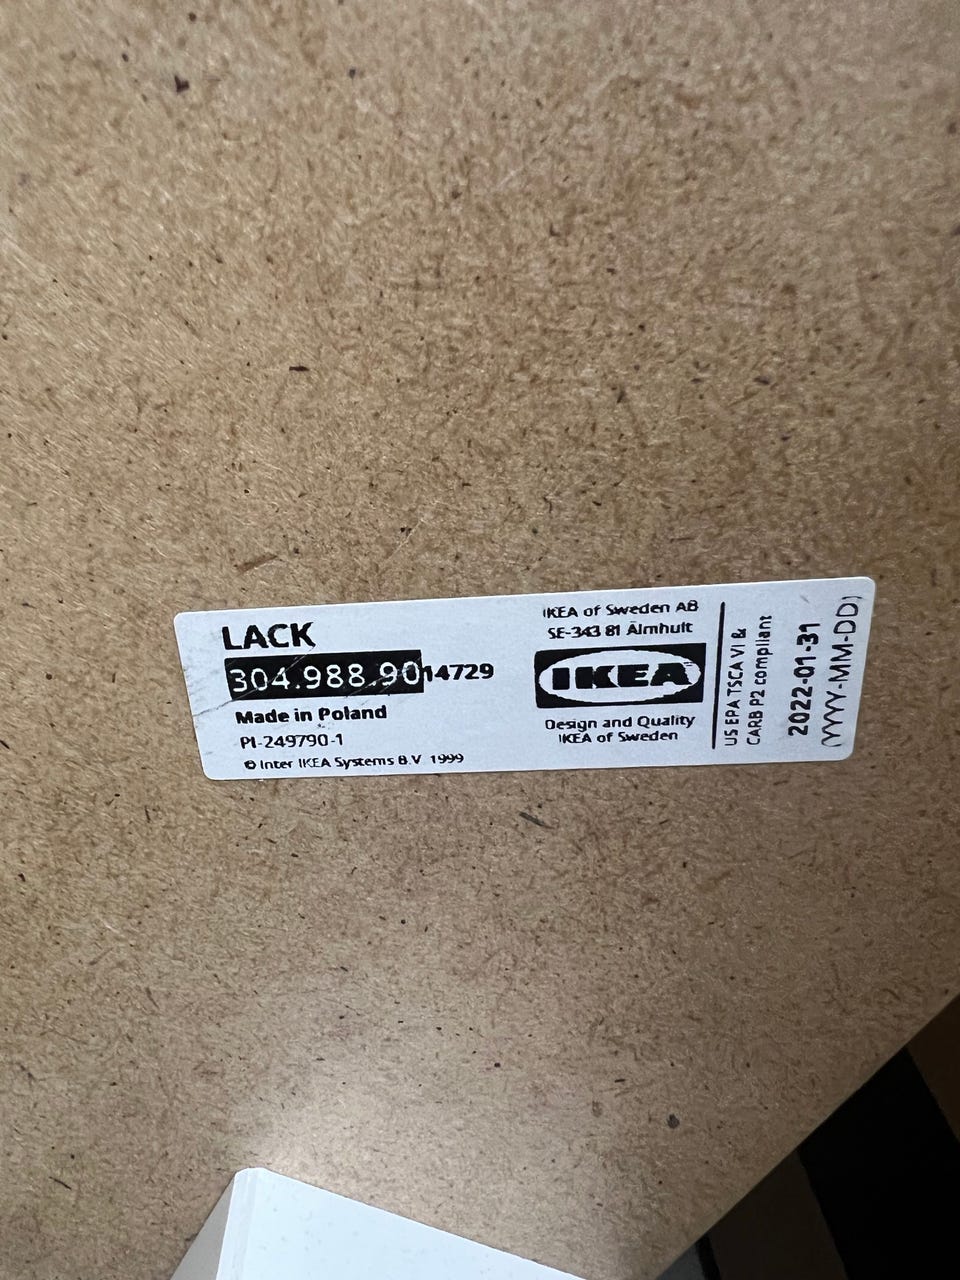 LACK
304.988.90 14729
Made in Poland
PI-249790-1
© Inter IKEA Systems B.V 1999
IKEA of Sweden AB
SE-343 81 Älmhult
IKEA
Design and Quality
IKEA of Sweden
US EPA TSCA VI &
CARB P2 compliant
2022-01-31
(YYYY-MM-DD)